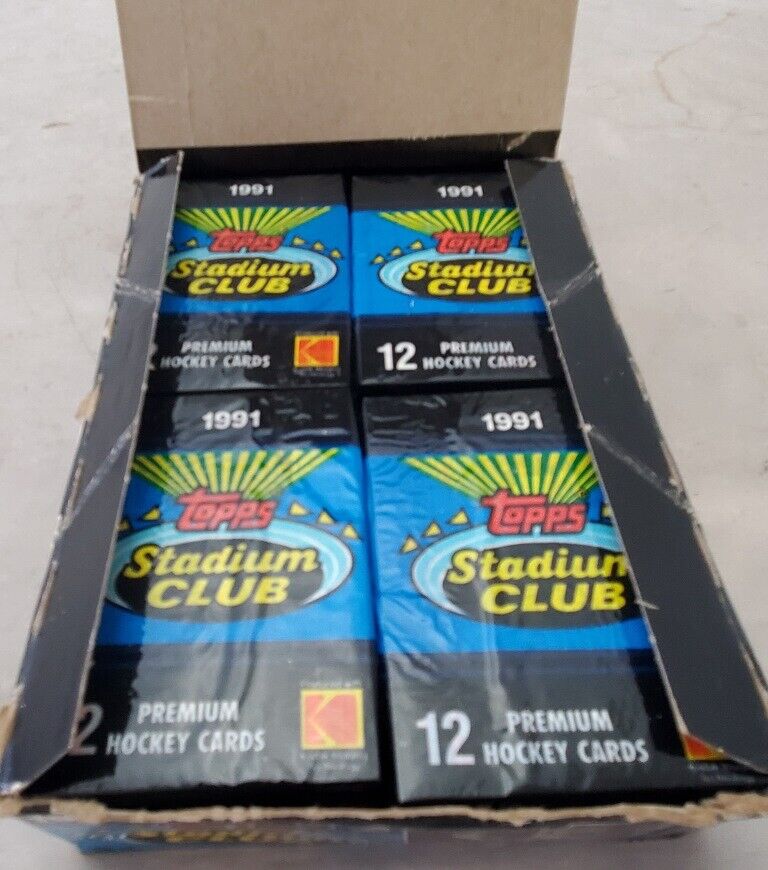 1991
Topps
Stadium
CLUB
PREMIUM
HOCKEY CARDS
K
1991
Topps
Stadium
CLUB
12 PREMIUM
HOCKEY CARDS
1991
Topps
Stadium
CLUB
2 PREMIUM
HOCKEY CARDS
K
1991
Topps
Stadium
CLUB
12 PREMIUM
HOCKEY CARDS